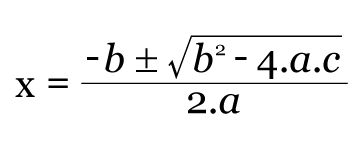 x = -b ± √b² - 4.a.c
2.a